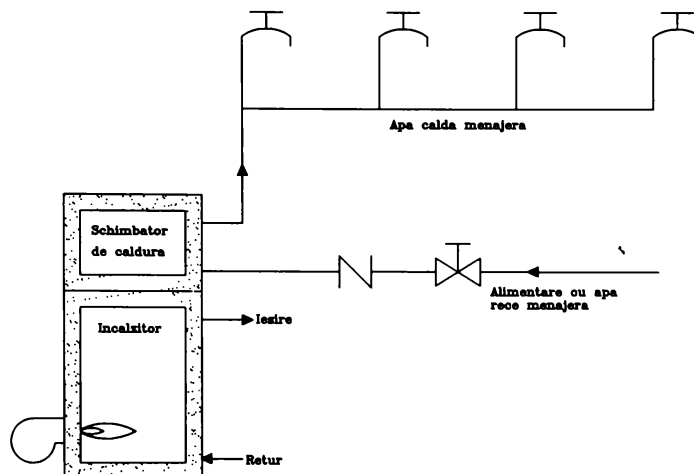 Apa calda menajera
Schimbator
de caldura
Alimentare cu apa
rece menajera
Incalzitor
Iesire
Retur